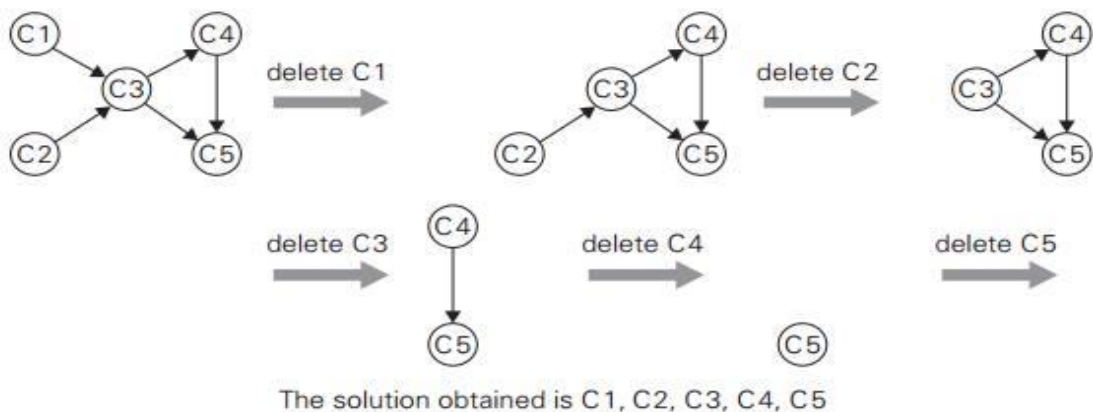 C1 C4 C4 C4
delete C1 delete C2
C3 C3 C3
C2 C5 C2 C5 C5
C4
delete C3 delete C4 delete C5
C5 C5
The solution obtained is C1, C2, C3, C4, C5